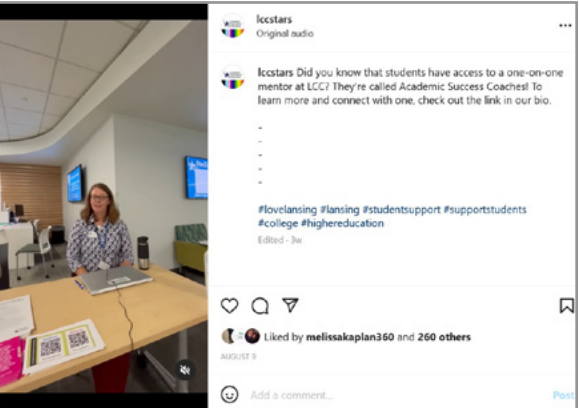 lccstars
Original audio
lccstars Did you know that students have access to a one-on-one
mentor at LCC? They're called Academic Success Coaches! To
learn more and connect with one, check out the link in our bio.
-
-
-
-
-
#lovelansing #lansing #studentsupport #supportstudents
#college #highereducation
Edited · 3w
Liked by melissakaplan360 and 260 others
AUGUST 9
Add a comment...
Post